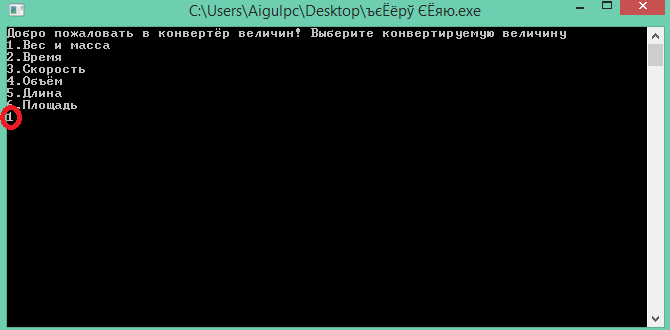 C:\Users\Aigulpc\Desktop\ъєЁёрў ЄЁяю.exe
Добро пожаловать в конвертёр величин! Выберите конвертируемую величину
1.Вес и масса
2.Время
3.Скорость
4.Объём
5.Длина
6.Площадь
1